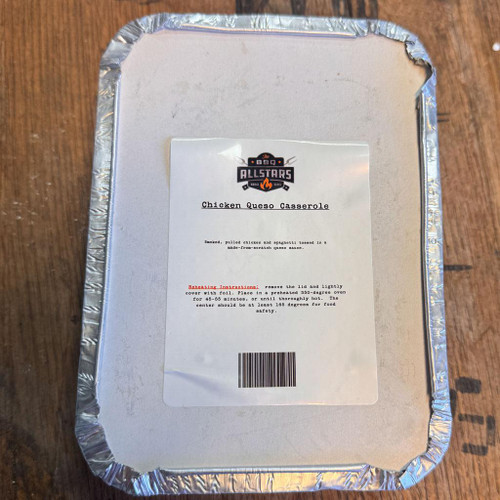 The
BBQ
ALLSTARS
Chicken Queso Casserole
Smoked, pulled chicken and spaghetti tossed in a
made-from-scratch queso sauce.
Reheating Instructions: remove the lid and lightly
cover with foil. Place in a preheated 350-degree oven
for 45-55 minutes, or until thoroughly hot. The
center should be at least 165 degrees for food
safety.